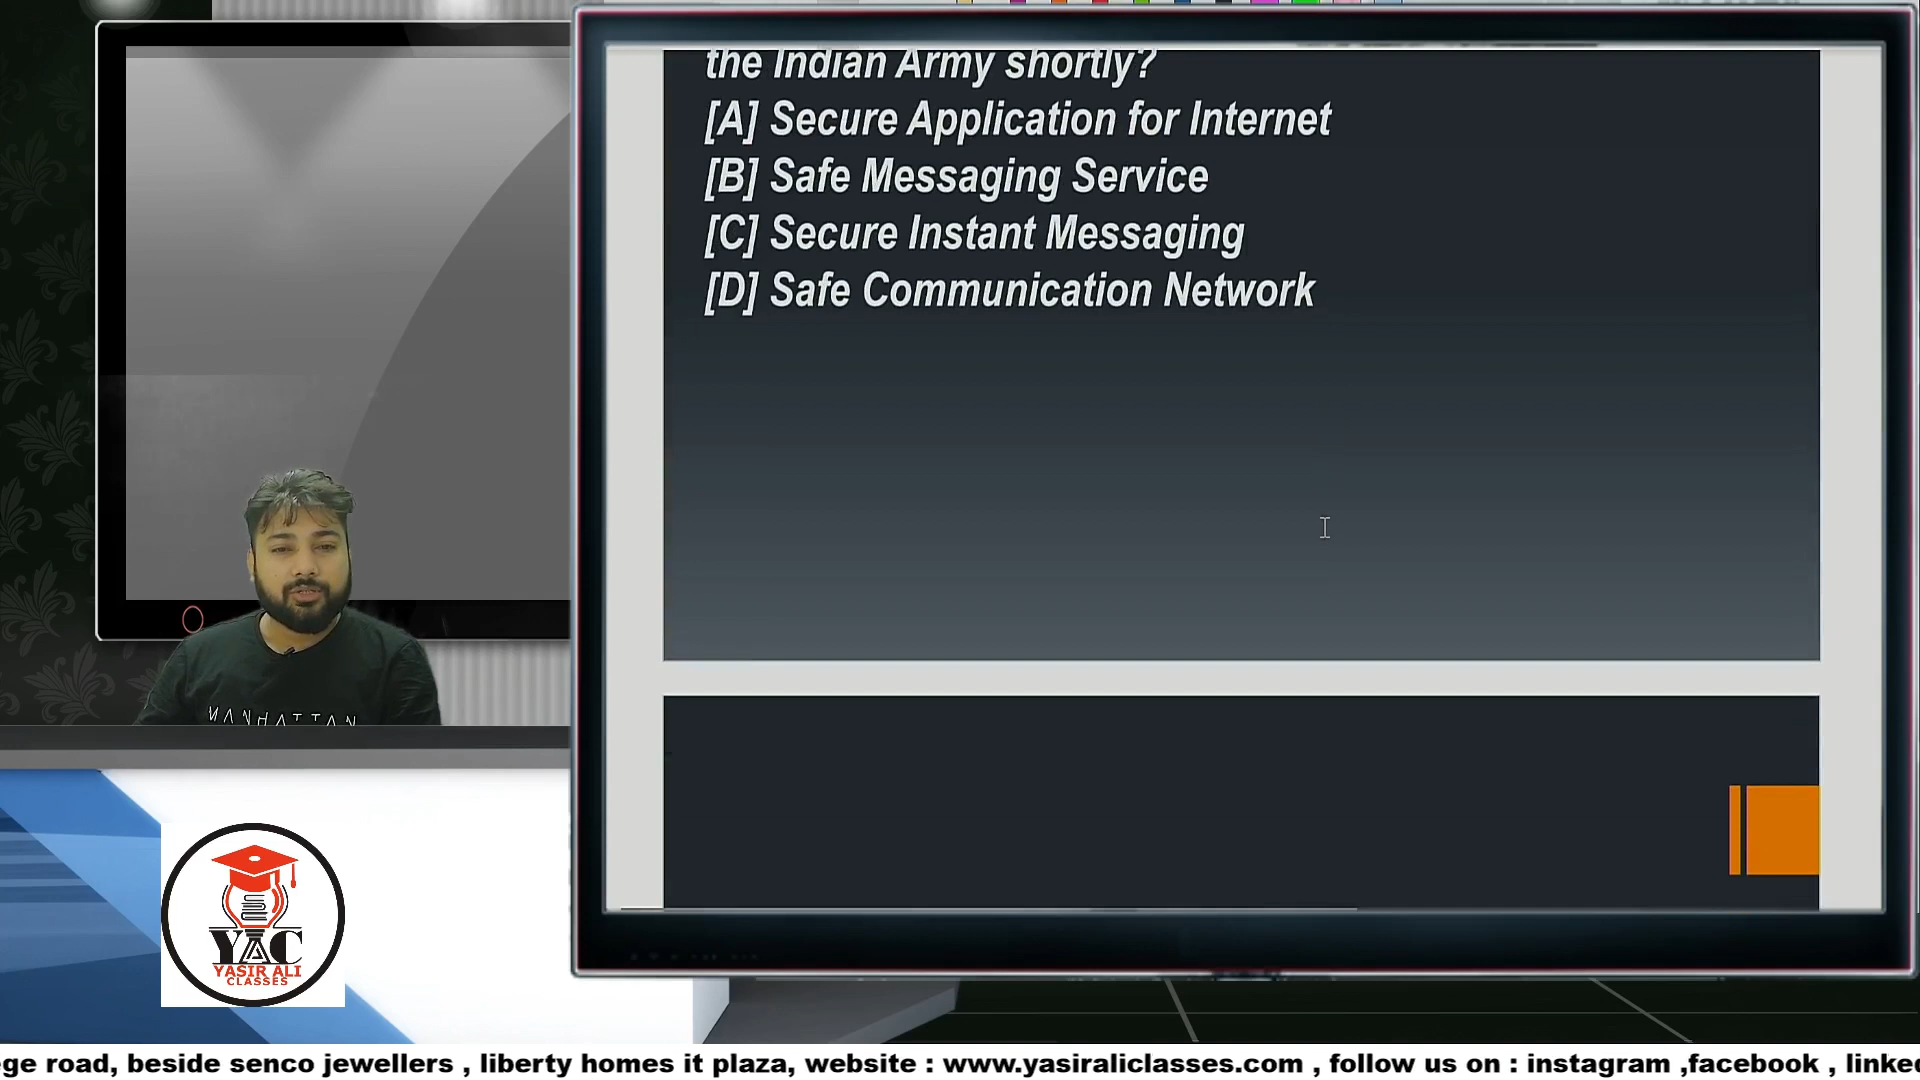 the Indian Army shortly?
[A] Secure Application for Internet
[B] Safe Messaging Service
[C] Secure Instant Messaging
[D] Safe Communication Network
MANHATTAN
YAC
YASIR ALI
CLASSES
ge road, beside senco jewellers , liberty homes it plaza, website : www.yasiraliclasses.com , follow us on : instagram ,facebook , linked